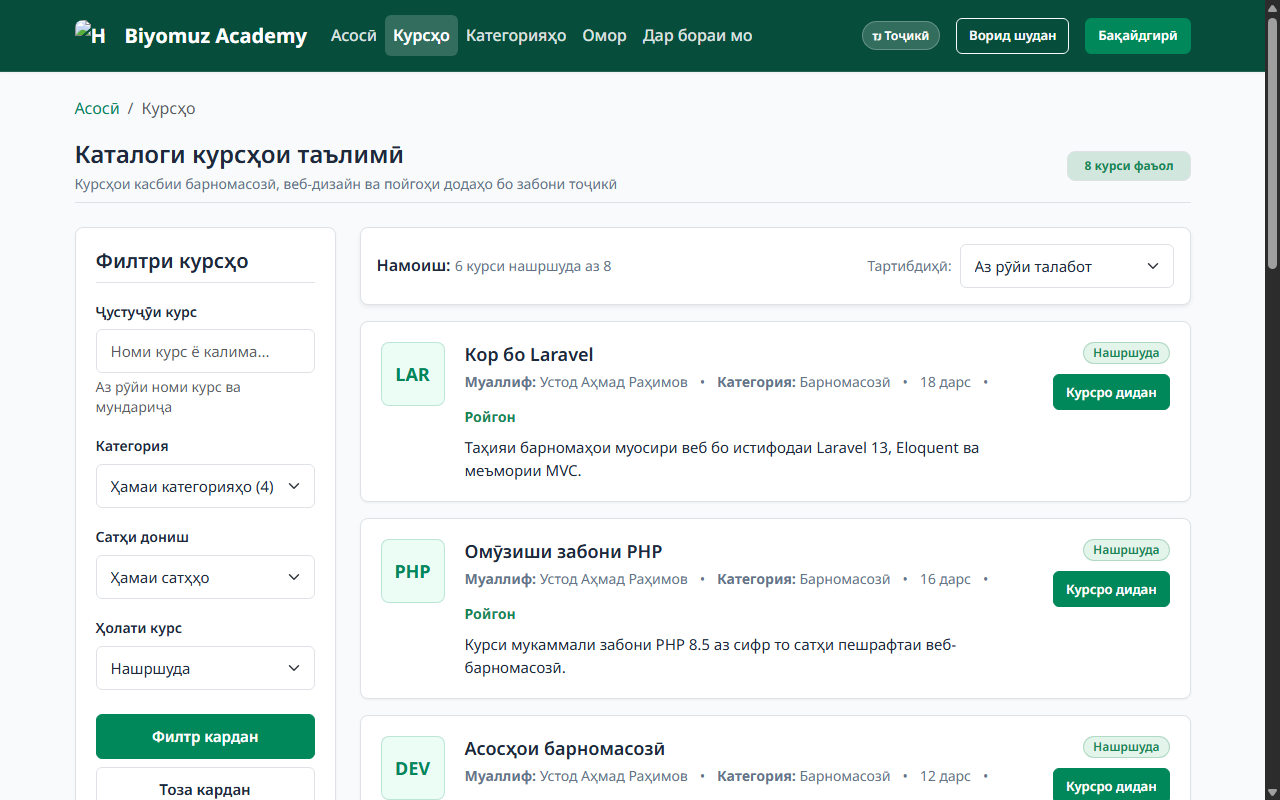 H Biyomuz Academy Асосӣ Курсҳо Категорияҳо Омор Дар бораи мо TJ Тоҷикӣ Ворид шудан Бақайдгирӣ
Асосӣ / Курсҳо
Каталоги курсҳои таълимӣ
Курсҳои касбии барномасозӣ, веб-дизайн ва пойгоҳи додаҳо бо забони тоҷикӣ
8 курси фаъол
Филтри курсҳо
Ҷустуҷӯи курс
Номи курс ё калима...
Аз рӯйи номи курс ва
мундариҷа
Категория
Ҳамаи категорияҳо (4)
Сатҳи дониш
Ҳамаи сатҳҳо
Ҳолати курс
Нашршуда
Филтр кардан
Тоза кардан
Намоиш: 6 курси нашршуда аз 8
Тартибдиҳӣ: Аз рӯйи талабот
LAR
Кор бо Laravel
Муаллиф: Устод Аҳмад Раҳимов • Категория: Барномасозӣ • 18 дарс •
Ройгон
Таҳияи барномаҳои муосири веб бо истифодаи Laravel 13, Eloquent ва
меъмории MVC.
Нашршуда
Курсро дидан
PHP
Омӯзиши забони PHP
Муаллиф: Устод Аҳмад Раҳимов • Категория: Барномасозӣ • 16 дарс •
Ройгон
Курси мукаммали забони PHP 8.5 аз сифр то сатҳи пешрафтаи веб-
барномасозӣ.
Нашршуда
Курсро дидан
DEV
Асосҳои барномасозӣ
Муаллиф: Устод Аҳмад Раҳимов • Категория: Барномасозӣ • 12 дарс •
Нашршуда
Курсро дидан